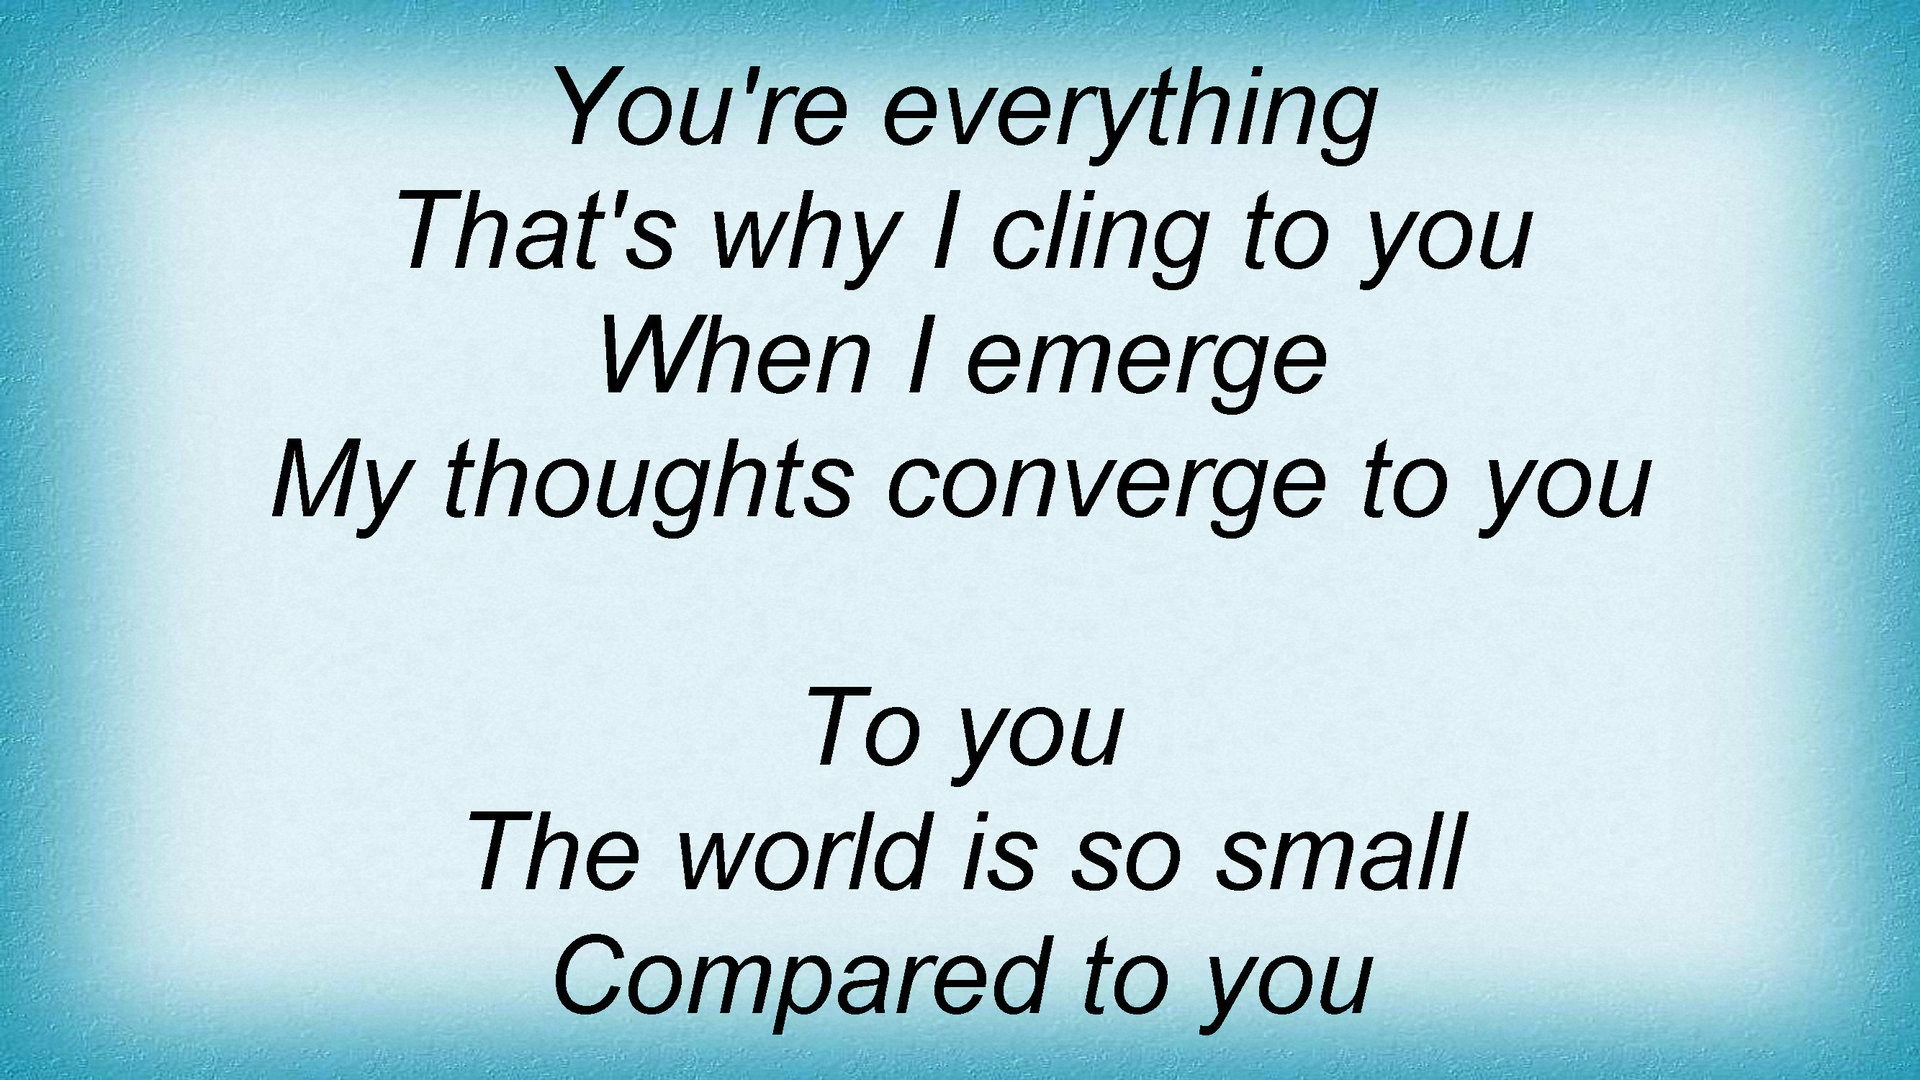 You're everything
That's why I cling to you
When I emerge
My thoughts converge to you
To you
The world is so small
Compared to you